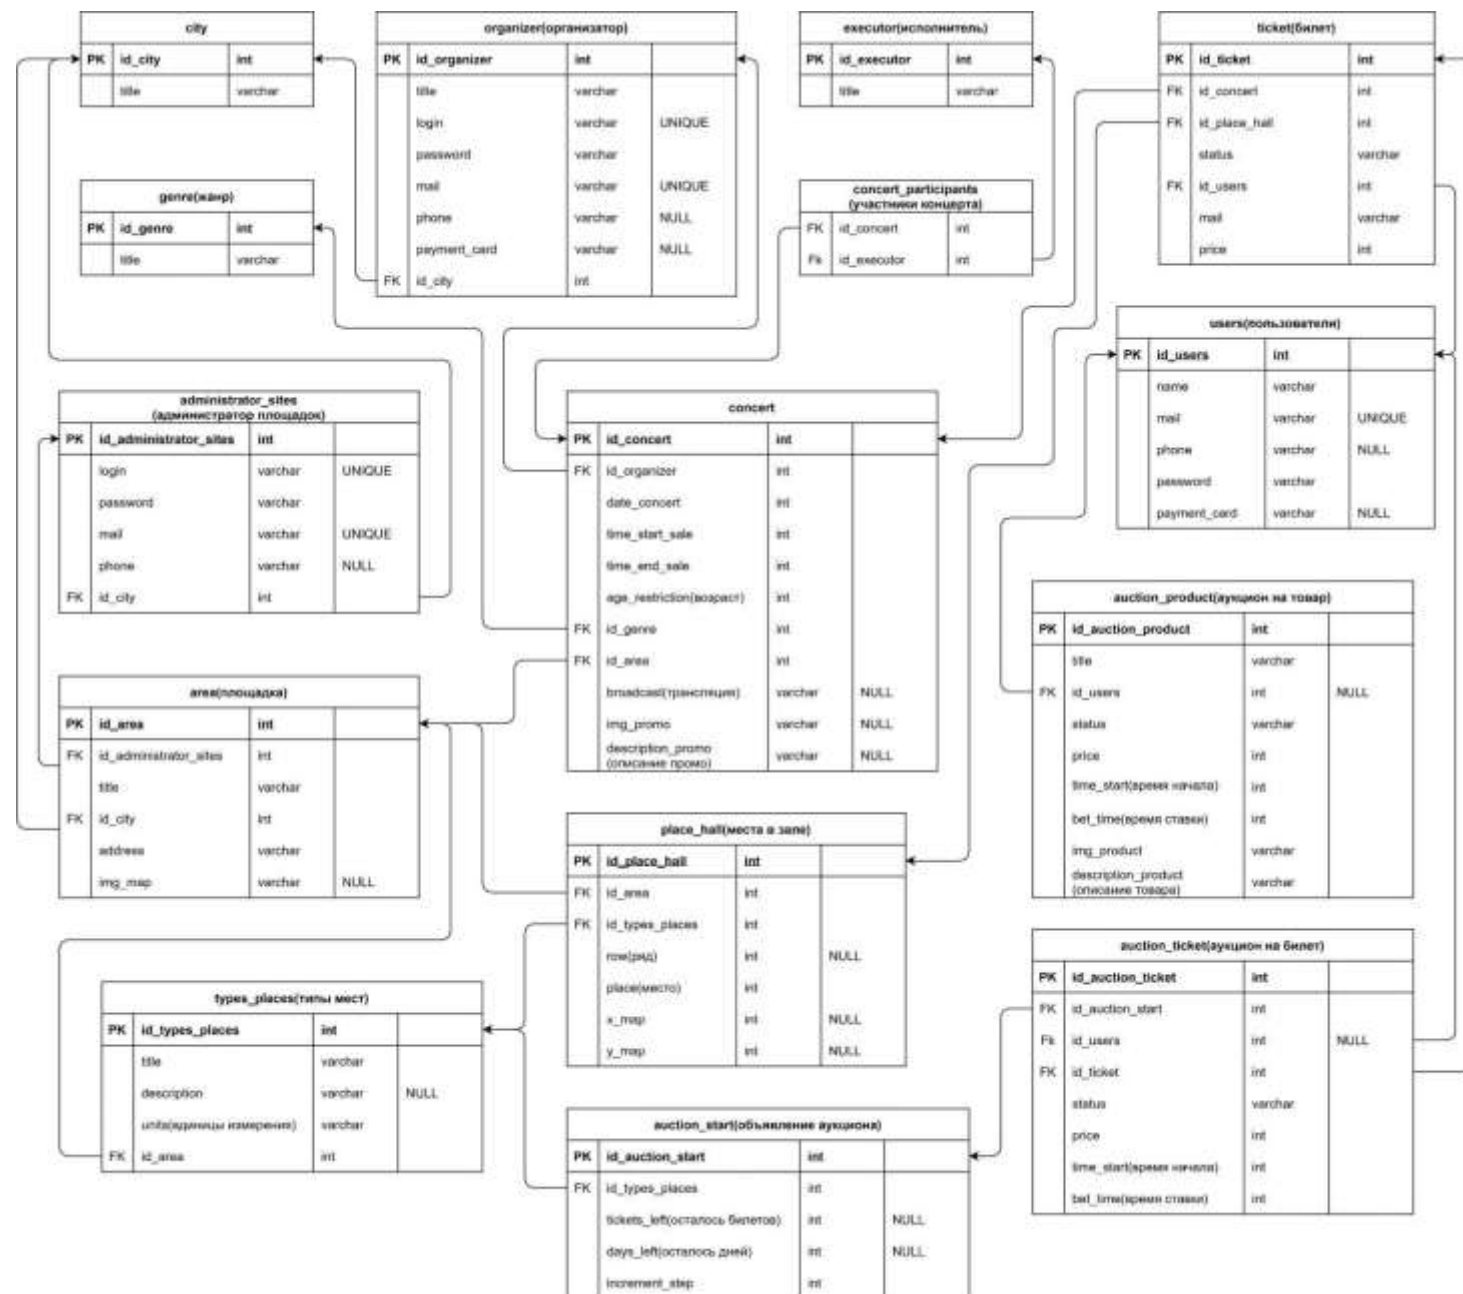 city
PK id_city int
title varchar
organizer(организатор)
PK id_organizer int
title varchar
login varchar UNIQUE
password varchar
mail varchar UNIQUE
phone varchar NULL
payment_card varchar NULL
FK id_city int
executor(исполнитель)
PK id_executor int
title varchar
ticket(билет)
PK id_ticket int
FK id_concert int
FK id_place_hall int
status varchar
FK id_users int
mail varchar
price int
genre(жанр)
PK id_genre int
title varchar
concert_participants
(участники концерта)
FK id_concert int
Fk id_executor int
users(пользователи)
PK id_users int
name varchar
mail varchar UNIQUE
phone varchar NULL
password varchar
payment_card varchar NULL
administrator_sites
(администратор площадок)
PK id_administrator_sites int
login varchar UNIQUE
password varchar
mail varchar UNIQUE
phone varchar NULL
FK id_city int
concert
PK id_concert int
FK id_organizer int
date_concert int
time_start_sale int
time_end_sale int
age_restriction(возраст) int
FK id_genre int
FK id_area int
broadcast(трансляция) varchar NULL
img_promo varchar NULL
description_promo
(описание промо) varchar NULL
auction_product(аукцион на товар)
PK id_auction_product int
title varchar
FK id_users int NULL
status varchar
price int
time_start(время начала) int
bet_time(время ставки) int
img_product varchar
description_product
(описание товара) varchar
area(площадка)
PK id_area int
FK id_administrator_sites int
title varchar
FK id_city int
address varchar
img_map varchar NULL
place_hall(места в зале)
PK id_place_hall int
FK id_area int
FK id_types_places int
row(ряд) int NULL
place(место) int
x_map int NULL
y_map int NULL
auction_ticket(аукцион на билет)
PK id_auction_ticket int
FK id_auction_start int
Fk id_users int NULL
FK id_ticket int
status varchar
price int
time_start(время начала) int
bet_time(время ставки) int
types_places(типы мест)
PK id_types_places int
title varchar
description varchar NULL
units(единицы измерения) varchar
FK id_area int
auction_start(объявление аукциона)
PK id_auction_start int
FK id_types_places int
tickets_left(осталось билетов) int NULL
days_left(осталось дней) int NULL
increment_step int